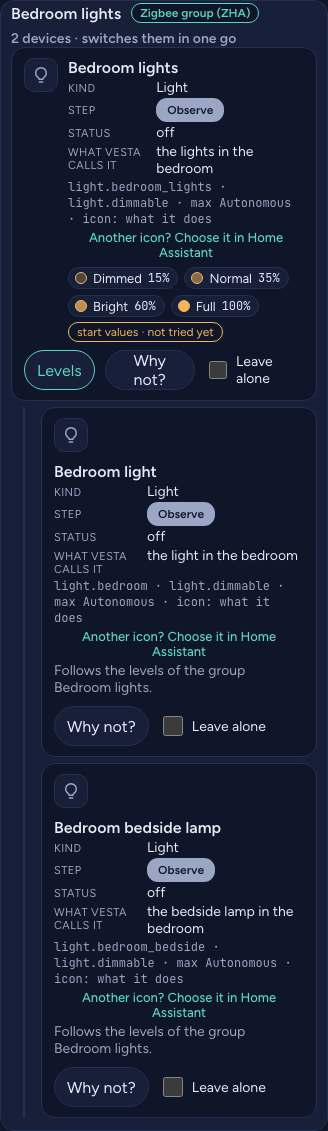 Bedroom lights Zigbee group (ZHA)
2 devices · switches them in one go
Bedroom lights
KIND Light
STEP Observe
STATUS off
WHAT VESTA the lights in the
CALLS IT bedroom
light.bedroom_lights ·
light.dimmable · max Autonomous
· icon: what it does
Another icon? Choose it in Home
Assistant
Dimmed 15% Normal 35%
Bright 60% Full 100%
start values · not tried yet
Levels Why not? Leave alone
Bedroom light
KIND Light
STEP Observe
STATUS off
WHAT VESTA the light in the bedroom
CALLS IT
light.bedroom · light.dimmable ·
max Autonomous · icon: what it
does
Another icon? Choose it in Home
Assistant
Follows the levels of the group
Bedroom lights.
Why not? Leave alone
Bedroom bedside lamp
KIND Light
STEP Observe
STATUS off
WHAT VESTA the bedside lamp in the
CALLS IT bedroom
light.bedroom_bedside ·
light.dimmable · max Autonomous ·
icon: what it does
Another icon? Choose it in Home
Assistant
Follows the levels of the group
Bedroom lights.
Why not? Leave alone